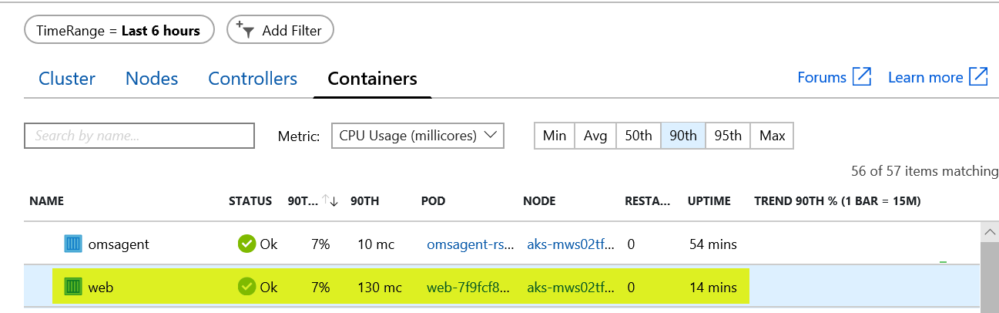 TimeRange = Last 6 hours Add Filter
Cluster Nodes Controllers Containers Forums Learn more
Search by name... Metric: CPU Usage (millicores) Min Avg 50th 90th 95th Max
56 of 57 items matching
NAME STATUS 90T... 90TH POD NODE RESTA... UPTIME TREND 90TH % (1 BAR = 15M)
omsagent Ok 7% 10 mc omsagent-rs... aks-mws02tf... 0 54 mins
web Ok 7% 130 mc web-7f9fcf8... aks-mws02tf... 0 14 mins